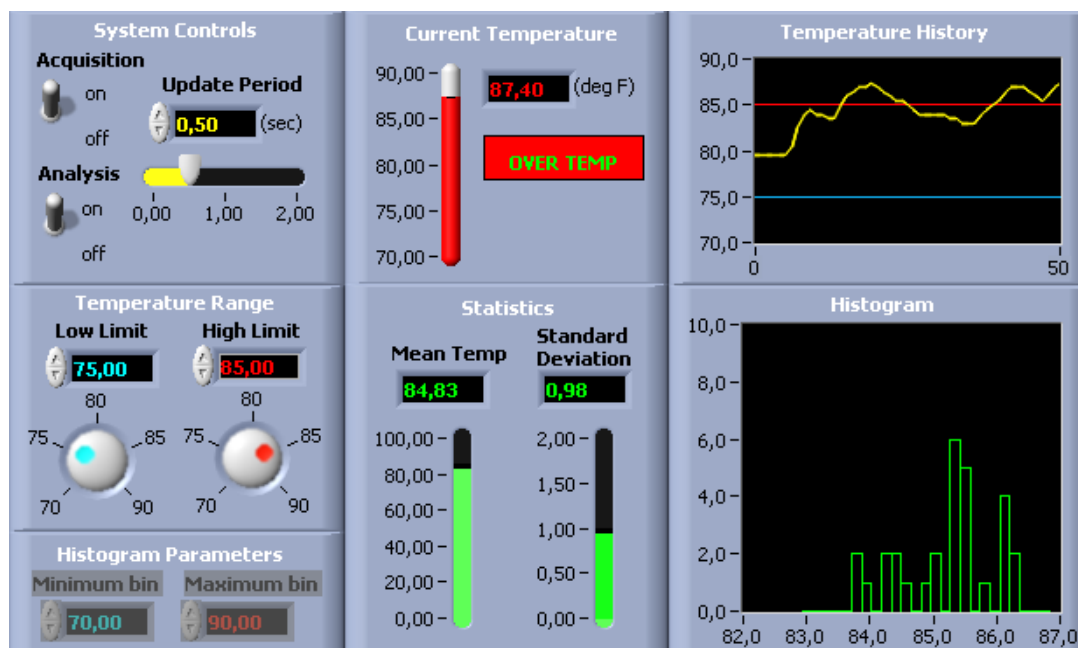 System Controls
Acquisition
on
off
Update Period
0,50 (sec)
0,00 1,00 2,00
Analysis
on
off
Current Temperature
90,00
85,00
80,00
75,00
70,00
87,40 (deg F)
OVER TEMP
Temperature History
90,0
85,0
80,0
75,0
70,0
0 50
Temperature Range
Low Limit
75,00
80
75 85
70 90
High Limit
85,00
80
75 85
70 90
Statistics
Mean Temp
84,83
100,00
80,00
60,00
40,00
20,00
0,00
Standard
Deviation
0,98
2,00
1,50
1,00
0,50
0,00
Histogram
10,0
8,0
6,0
4,0
2,0
0,0
82,0 83,0 84,0 85,0 86,0 87,0
Histogram Parameters
Minimum bin
70,00
Maximum bin
90,00